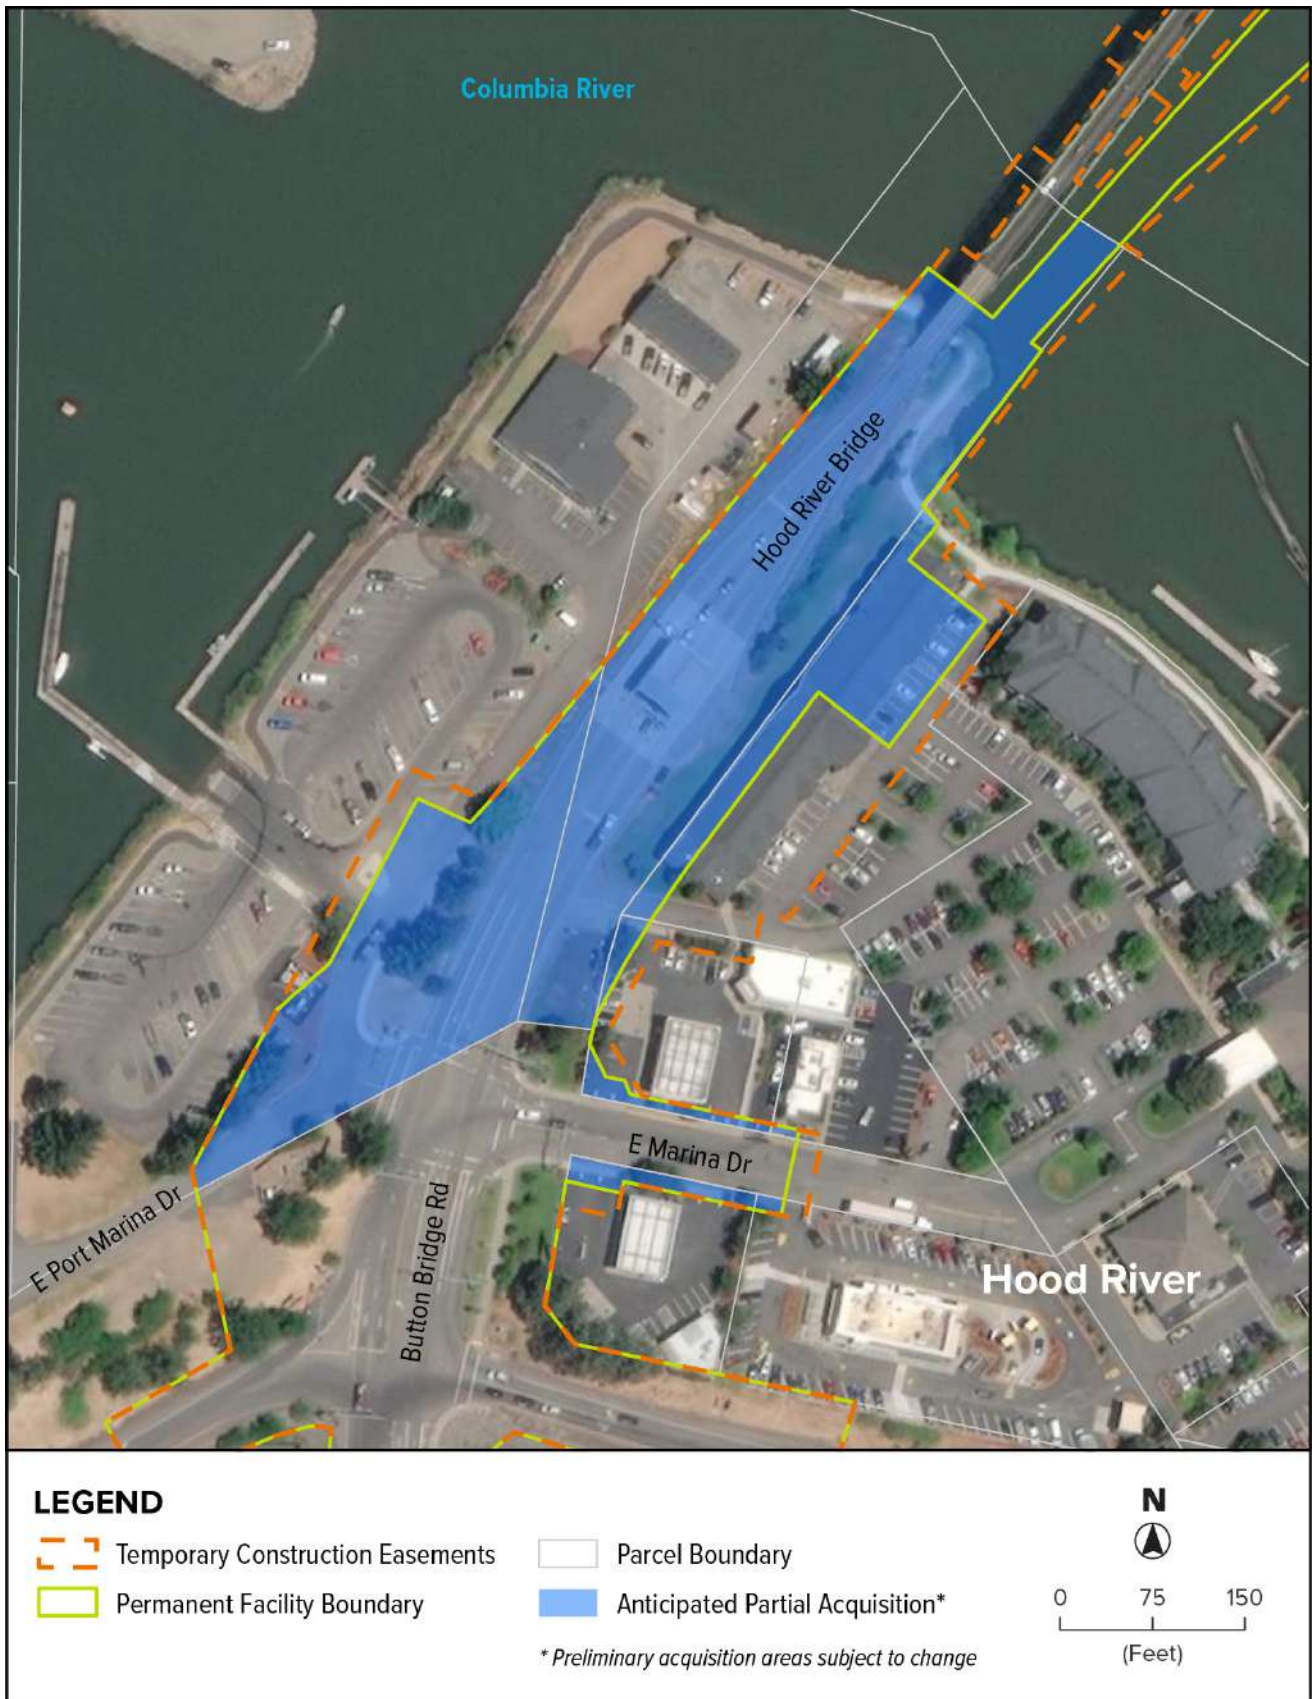 Columbia River
Hood River Bridge
E Marina Dr
E Port Marina Dr
Button Bridge Rd
Hood River
LEGEND
Temporary Construction Easements
Permanent Facility Boundary
Parcel Boundary
Anticipated Partial Acquisition*
* Preliminary acquisition areas subject to change
N
0 75 150
(Feet)